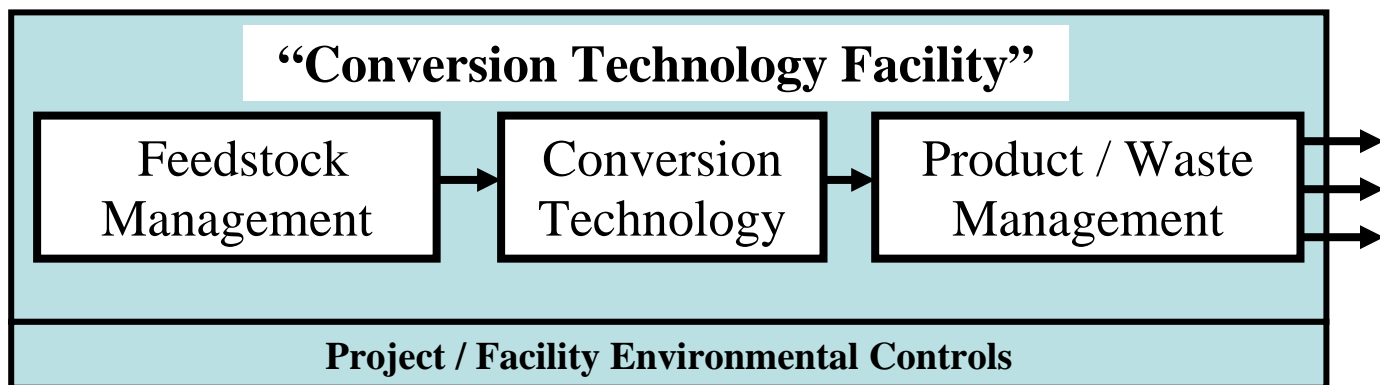 “Conversion Technology Facility”
Feedstock
Management
Conversion
Technology
Product / Waste
Management
Project / Facility Environmental Controls